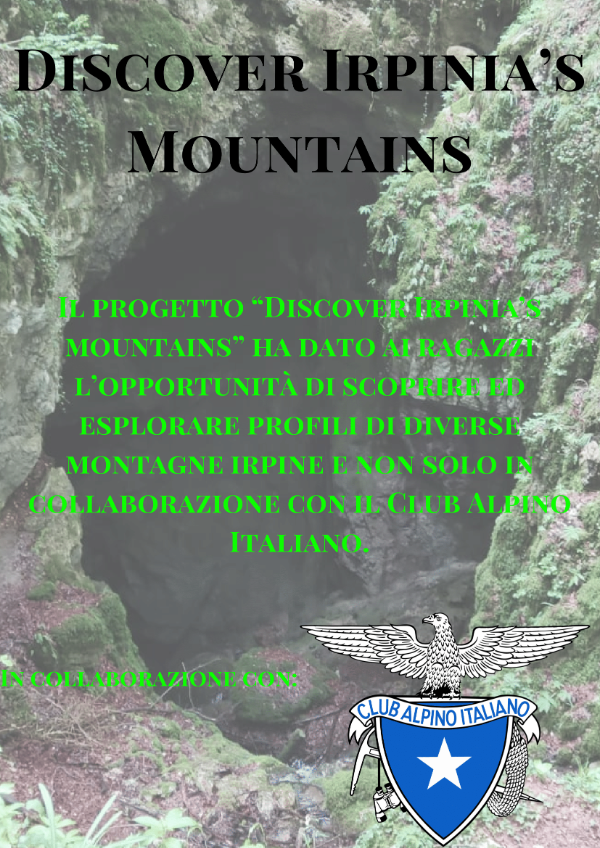 Discover Irpinia’s
Mountains
Il progetto “Discover Irpinia’s
mountains” ha dato ai ragazzi
l’opportunità di scoprire ed
esplorare profili di diverse
montagne irpine e non solo in
collaborazione con il Club Alpino
Italiano.
In collaborazione con:
CLUB ALPINO ITALIANO